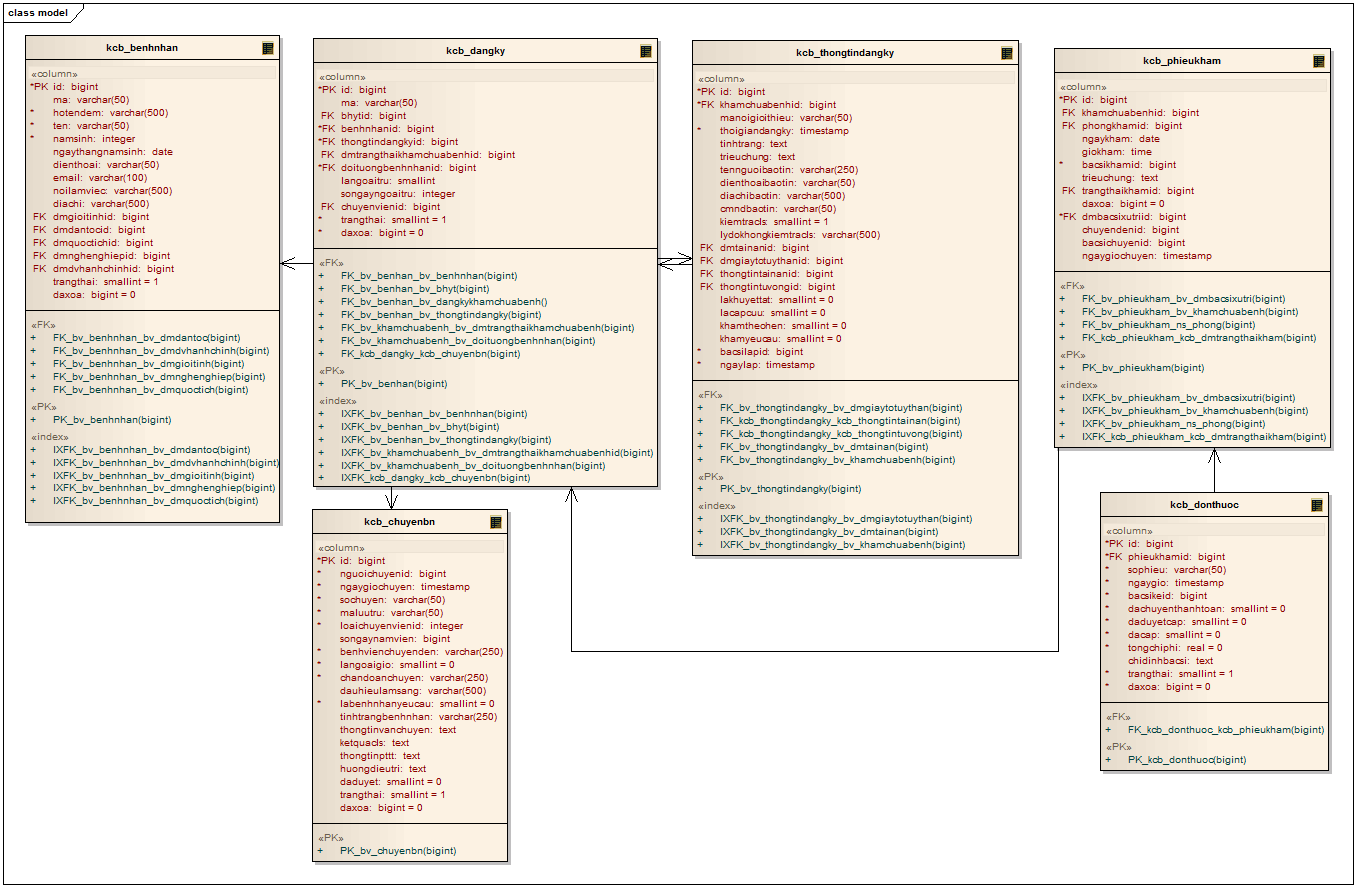 class model
kcb_benhnhan
«column»
*PK id: bigint
ma: varchar(50)
* hotendem: varchar(500)
* ten: varchar(50)
* namsinh: integer
ngaythangnamsinh: date
dienthoai: varchar(50)
email: varchar(100)
noilamviec: varchar(500)
diachi: varchar(500)
FK dmgioitinhid: bigint
FK dmdantocid: bigint
FK dmquoctichid: bigint
FK dmnghenghiepid: bigint
FK dmdvhanhchinhid: bigint
trangthai: smallint = 1
daxoa: bigint = 0
«FK»
+ FK_bv_benhnhan_bv_dmdantoc(bigint)
+ FK_bv_benhnhan_bv_dmdvhanhchinh(bigint)
+ FK_bv_benhnhan_bv_dmgioitinh(bigint)
+ FK_bv_benhnhan_bv_dmnghenghiep(bigint)
+ FK_bv_benhnhan_bv_dmquoctich(bigint)
«PK»
+ PK_bv_benhnhan(bigint)
«index»
+ IXFK_bv_benhnhan_bv_dmdantoc(bigint)
+ IXFK_bv_benhnhan_bv_dmdvhanhchinh(bigint)
+ IXFK_bv_benhnhan_bv_dmgioitinh(bigint)
+ IXFK_bv_benhnhan_bv_dmnghenghiep(bigint)
+ IXFK_bv_benhnhan_bv_dmquoctich(bigint)
kcb_dangky
«column»
*PK id: bigint
ma: varchar(50)
FK bhytid: bigint
*FK benhnhanid: bigint
*FK thongtindangkyid: bigint
FK dmtrangthaikhamchuabenhid: bigint
*FK doituongbenhnhanid: bigint
langoaitru: smallint
songayngoaitru: integer
FK chuyenvienid: bigint
* trangthai: smallint = 1
* daxoa: bigint = 0
«FK»
+ FK_bv_benhan_bv_benhnhan(bigint)
+ FK_bv_benhan_bv_bhyt(bigint)
+ FK_bv_benhan_bv_dangkykhamchuabenh()
+ FK_bv_benhan_bv_thongtindangky(bigint)
+ FK_bv_khamchuabenh_bv_dmtrangthaikhamchuabenh(bigint)
+ FK_bv_khamchuabenh_bv_doituongbenhnhan(bigint)
+ FK_kcb_dangky_kcb_chuyenbn(bigint)
«PK»
+ PK_bv_benhan(bigint)
«index»
+ IXFK_bv_benhan_bv_benhnhan(bigint)
+ IXFK_bv_benhan_bv_bhyt(bigint)
+ IXFK_bv_benhan_bv_thongtindangky(bigint)
+ IXFK_bv_khamchuabenh_bv_dmtrangthaikhamchuabenhid(bigint)
+ IXFK_bv_khamchuabenh_bv_doituongbenhnhan(bigint)
+ IXFK_kcb_dangky_kcb_chuyenbn(bigint)
kcb_thongtindangky
«column»
*PK id: bigint
*FK khamchuabenhid: bigint
manoigioithieu: varchar(50)
* thoigiandangky: timestamp
tinhtrang: text
trieuchung: text
tennguoibaotin: varchar(250)
dienthoaibaotin: varchar(50)
diachibaotin: varchar(500)
cmndbaotin: varchar(50)
kiemtracls: smallint = 1
lydokhongkiemtracls: varchar(500)
FK dmtainanid: bigint
FK dmgiaytotuythanid: bigint
FK thongtintainanid: bigint
FK thongtintuvongid: bigint
lakhuyettat: smallint = 0
lacapcuu: smallint = 0
khamthechen: smallint = 0
khamyeucau: smallint = 0
* bacsilapid: bigint
* ngaylap: timestamp
«FK»
+ FK_bv_thongtindangky_bv_dmgiaytotuythan(bigint)
+ FK_kcb_thongtindangky_kcb_thongtintainan(bigint)
+ FK_kcb_thongtindangky_kcb_thongtintuvong(bigint)
+ FK_bv_thongtindangky_bv_dmtainan(bigint)
+ FK_bv_thongtindangky_bv_khamchuabenh(bigint)
«PK»
+ PK_bv_thongtindangky(bigint)
«index»
+ IXFK_bv_thongtindangky_bv_dmgiaytotuythan(bigint)
+ IXFK_bv_thongtindangky_bv_dmtainan(bigint)
+ IXFK_bv_thongtindangky_bv_khamchuabenh(bigint)
kcb_phieukham
«column»
*PK id: bigint
FK khamchuabenhid: bigint
FK phongkhamid: bigint
ngaykham: date
giokham: time
* bacsikhamid: bigint
trieuchung: text
FK trangthaikhamid: bigint
daxoa: bigint = 0
*FK dmbacsixutriid: bigint
chuyendenid: bigint
bacsichuyenid: bigint
ngaygiochuyen: timestamp
«FK»
+ FK_bv_phieukham_bv_dmbacsixutri(bigint)
+ FK_bv_phieukham_bv_khamchuabenh(bigint)
+ FK_bv_phieukham_ns_phong(bigint)
+ FK_kcb_phieukham_kcb_dmtrangthaikham(bigint)
«PK»
+ PK_bv_phieukham(bigint)
«index»
+ IXFK_bv_phieukham_bv_dmbacsixutri(bigint)
+ IXFK_bv_phieukham_bv_khamchuabenh(bigint)
+ IXFK_bv_phieukham_ns_phong(bigint)
+ IXFK_kcb_phieukham_kcb_dmtrangthaikham(bigint)
kcb_chuyenbn
«column»
*PK id: bigint
* nguoichuyenid: bigint
* ngaygiochuyen: timestamp
* sochuyen: varchar(50)
* maluutru: varchar(50)
* loaichuyenvienid: integer
songaynamvien: bigint
* benhvienchuyenden: varchar(250)
* langoaigio: smallint = 0
* chandoanchuyen: varchar(250)
dauhieulamsang: varchar(500)
* labenhnhanyeucau: smallint = 0
tinhtrangbenhnhan: varchar(250)
thongtinvanchuyen: text
ketquacls: text
thongtinpttt: text
huongdieutri: text
daduyet: smallint = 0
trangthai: smallint = 1
daxoa: bigint = 0
«PK»
+ PK_bv_chuyenbn(bigint)
kcb_donthuoc
«column»
*PK id: bigint
*FK phieukhamid: bigint
* sophieu: varchar(50)
* ngaygio: timestamp
* bacsikeid: bigint
* dachuyenthanhtoan: smallint = 0
* daduyetcap: smallint = 0
* dacap: smallint = 0
* tongchiphi: real = 0
chidinhbacsi: text
* trangthai: smallint = 1
* daxoa: bigint = 0
«FK»
+ FK_kcb_donthuoc_kcb_phieukham(bigint)
«PK»
+ PK_kcb_donthuoc(bigint)